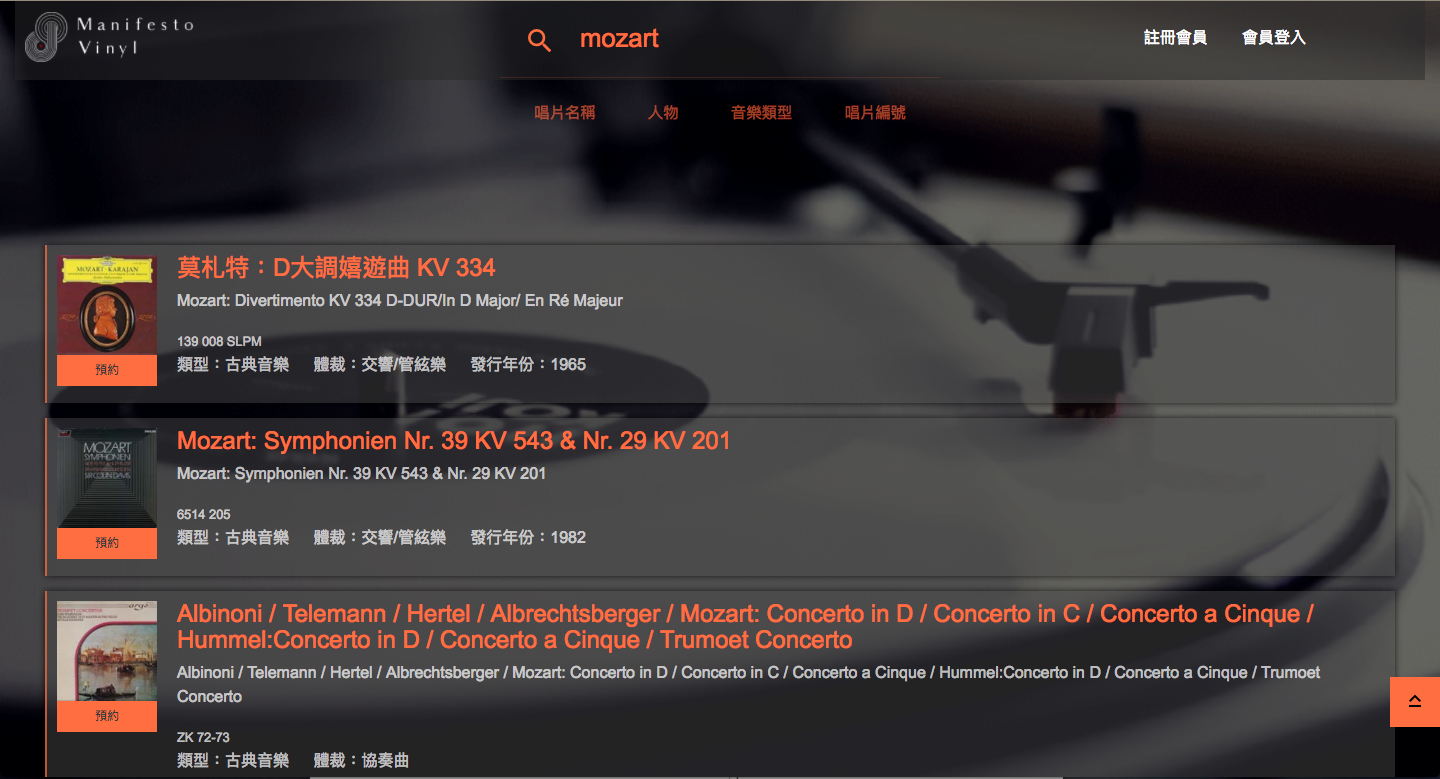 Manifesto
Vinyl
mozart
註冊會員 會員登入
唱片名稱 人物 音樂類型 唱片編號
MOZART · KARAJAN
莫札特：D大調嬉遊曲 KV 334
Mozart: Divertimento KV 334 D-DUR/In D Major/ En Ré Majeur
139 008 SLPM
類型：古典音樂 體裁：交響/管絃樂 發行年份：1965
預約
MOZART
SYMPHONIEN
SIR COLIN DAVIS
Mozart: Symphonien Nr. 39 KV 543 & Nr. 29 KV 201
Mozart: Symphonien Nr. 39 KV 543 & Nr. 29 KV 201
6514 205
類型：古典音樂 體裁：交響/管絃樂 發行年份：1982
預約
Albinoni / Telemann / Hertel / Albrechtsberger / Mozart: Concerto in D / Concerto in C / Concerto a Cinque /
Hummel:Concerto in D / Concerto a Cinque / Trumoet Concerto
Albinoni / Telemann / Hertel / Albrechtsberger / Mozart: Concerto in D / Concerto in C / Concerto a Cinque / Hummel:Concerto in D / Concerto a Cinque / Trumoet
Concerto
ZK 72-73
類型：古典音樂 體裁：協奏曲
預約